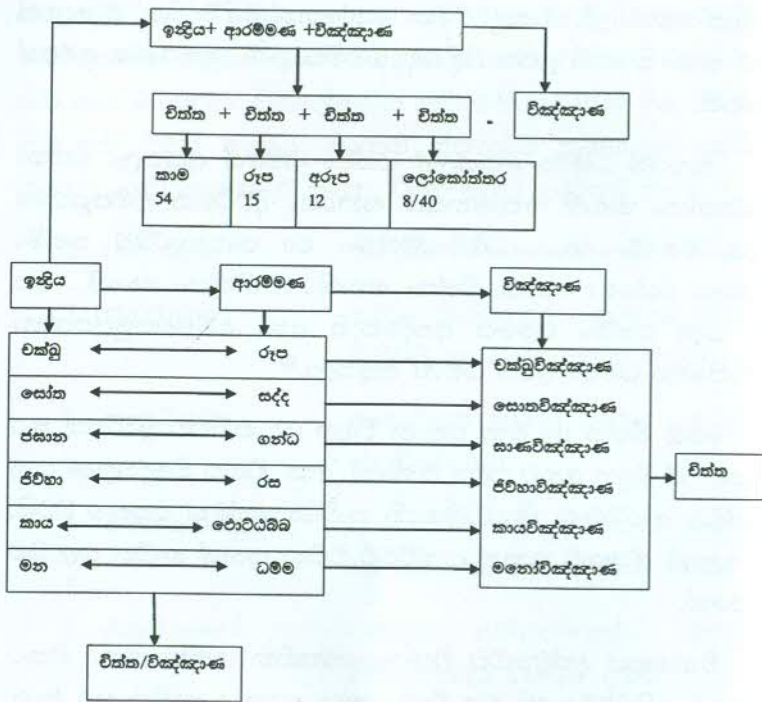 ඉන්ද්‍රිය+ ආරම්මණ +විඤ්ඤාණ
චිත්ත + චිත්ත + චිත්ත + චිත්ත -
විඤ්ඤාණ
කාම රූප අරූප ලෝකෝත්තර
54 15 12 8/40
ඉන්ද්‍රිය ආරම්මණ විඤ්ඤාණ
චක්ඛු රූප චක්ඛුවිඤ්ඤාණ
සෝත සද්ද සොතවිඤ්ඤාණ
ඝාන ගන්ධ ඝාණවිඤ්ඤාණ
ජිව්හා රස ජිව්හාවිඤ්ඤාණ
චිත්ත
කාය ඵොට්ඨබ්බ කායවිඤ්ඤාණ
මන ධම්ම මනෝවිඤ්ඤාණ
චිත්ත/විඤ්ඤාණ